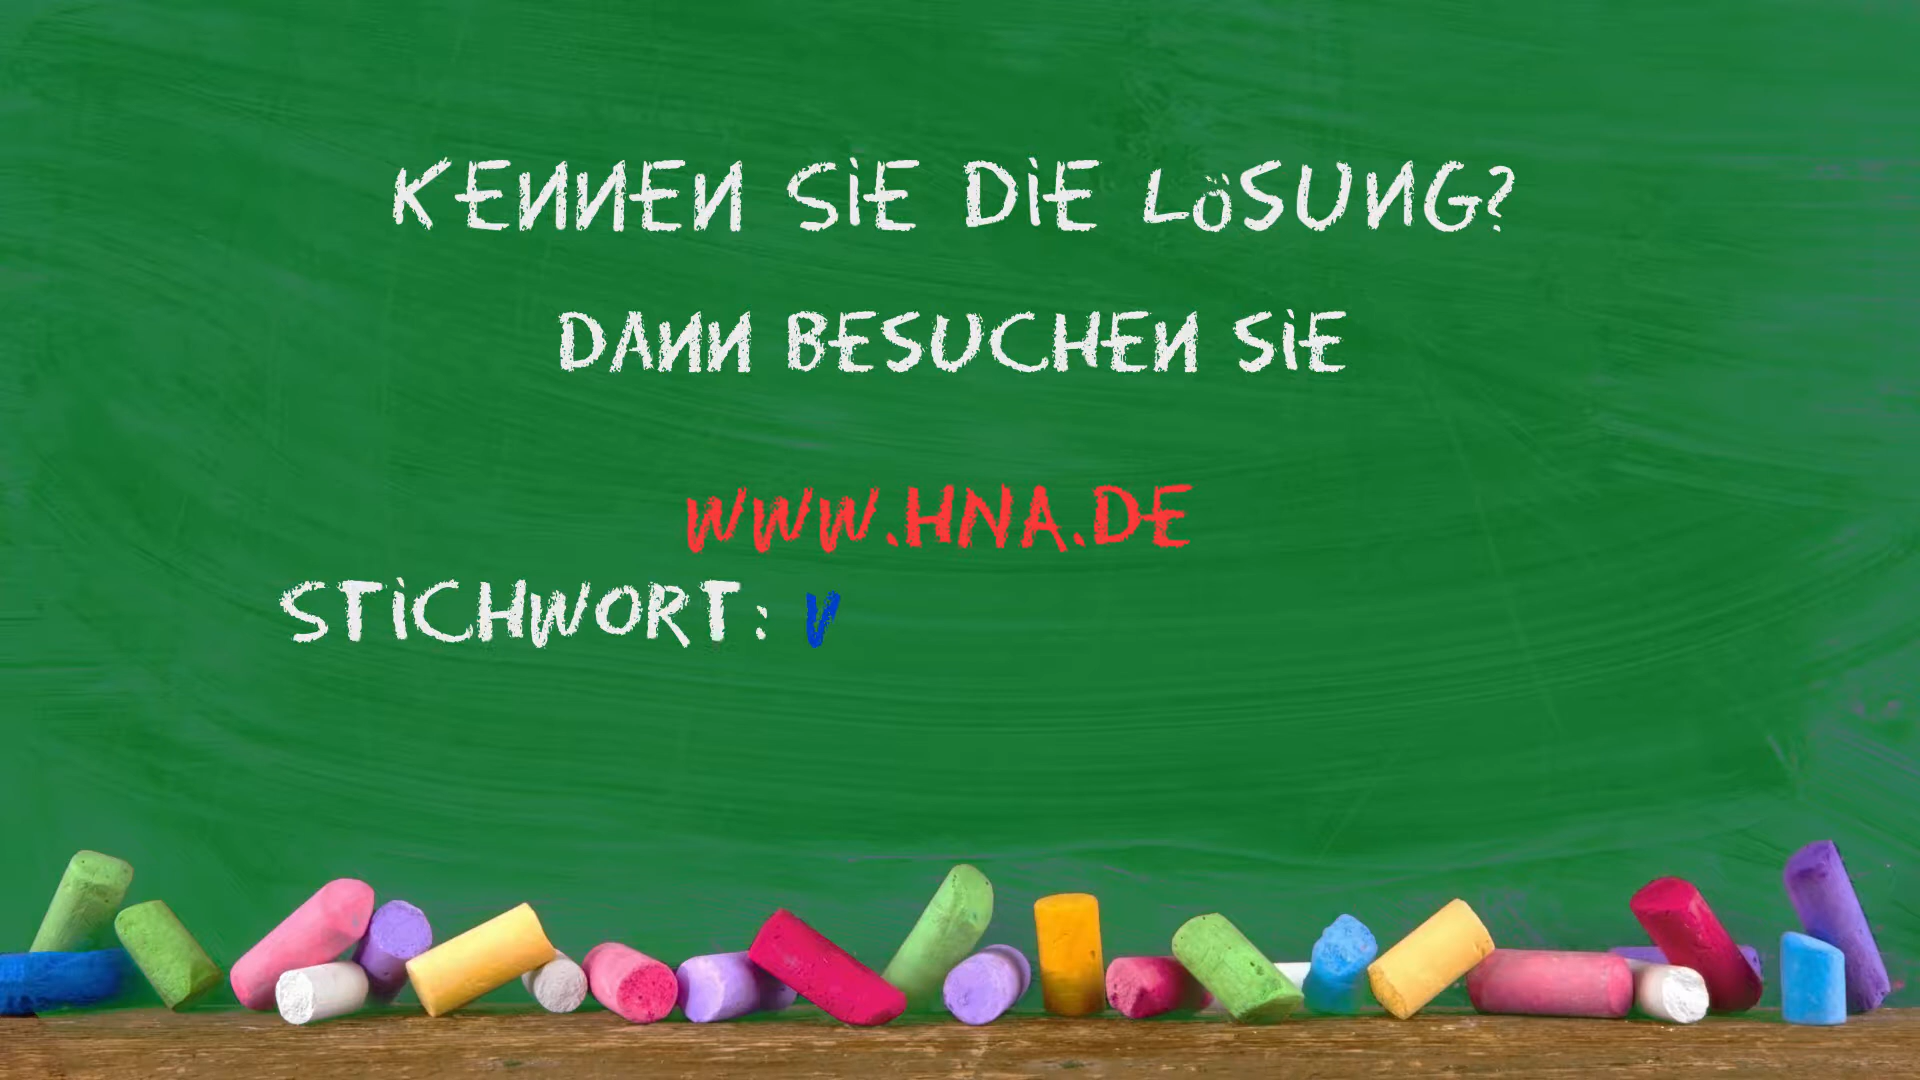 KENNEN SIE DIE LÖSUNG?
DANN BESUCHEN SIE
WWW.HNA.DE
STICHWORT: V